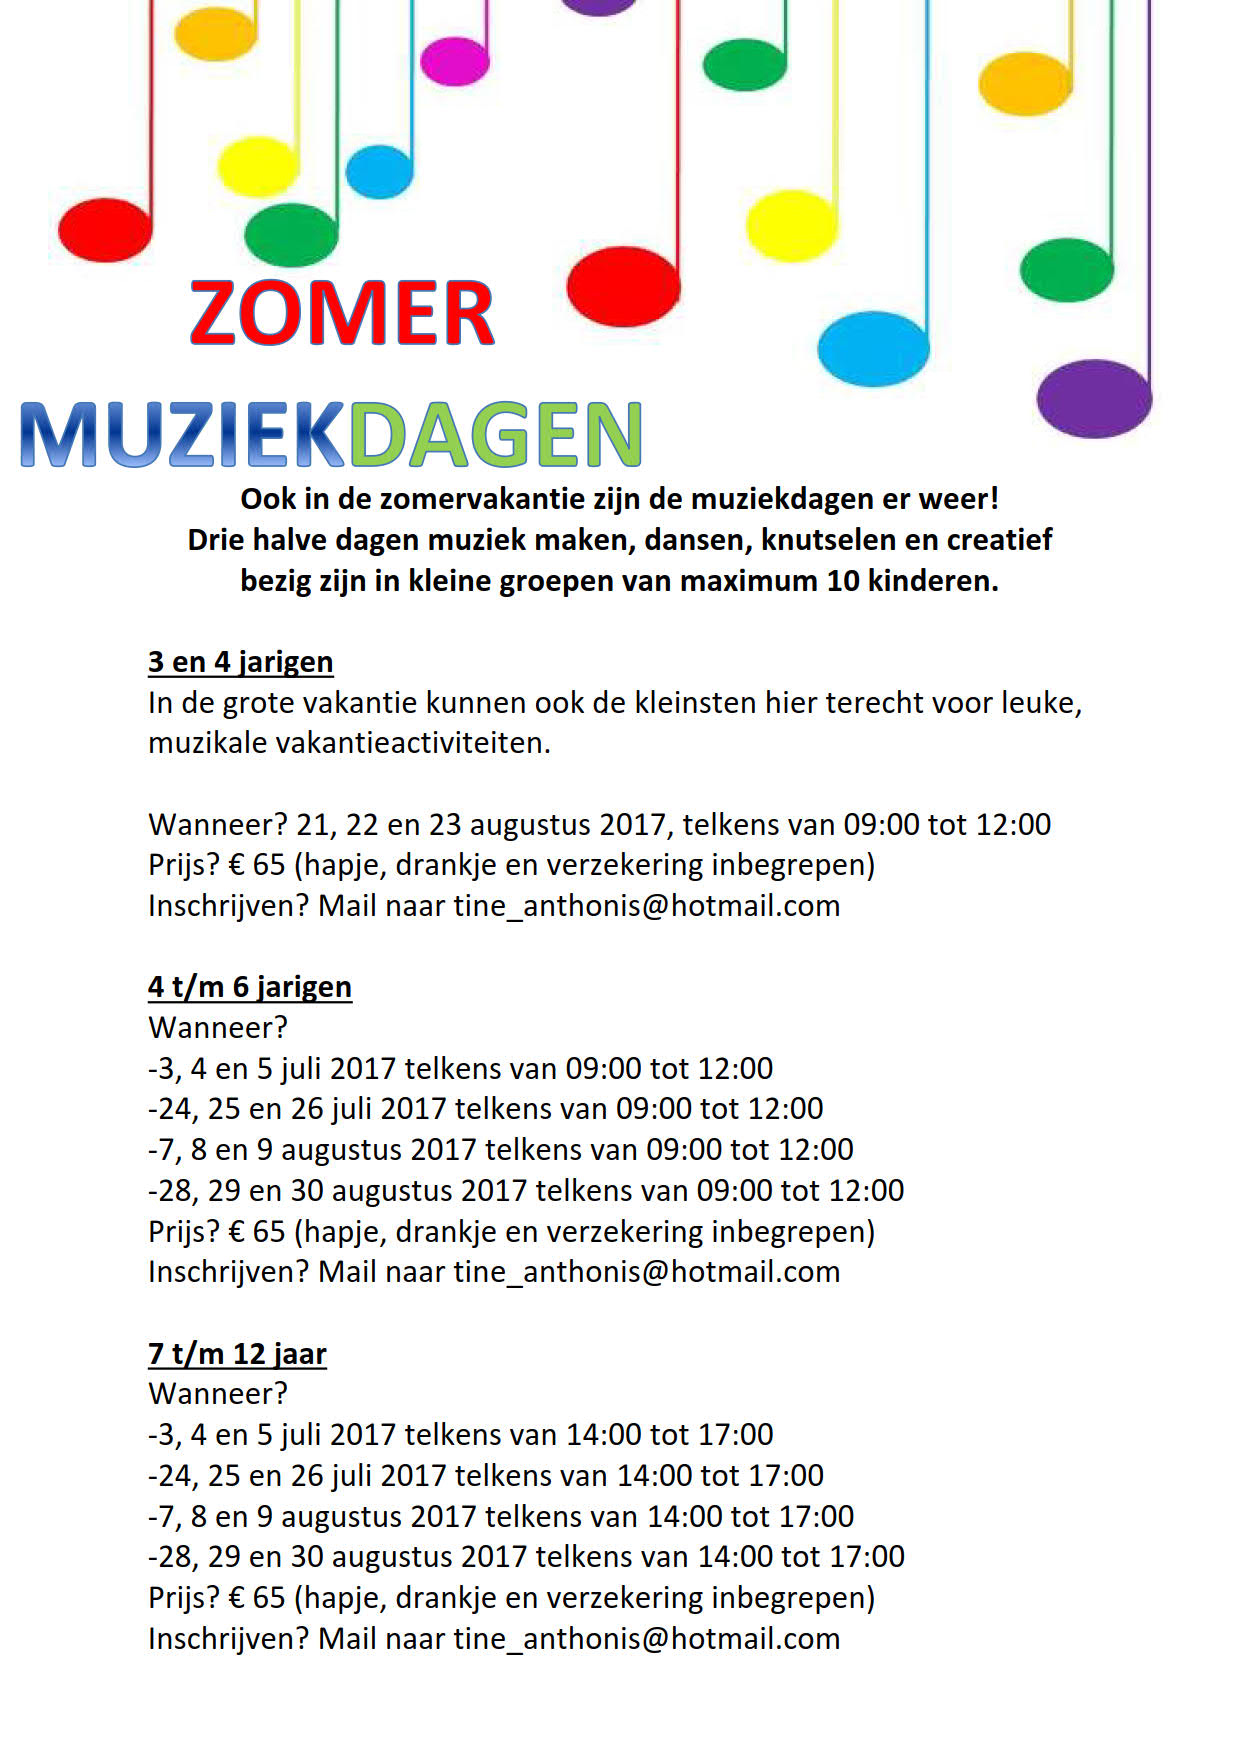 ZOMER
MUZIEKDAGEN
Ook in de zomervakantie zijn de muziekdagen er weer!
Drie halve dagen muziek maken, dansen, knutselen en creatief
bezig zijn in kleine groepen van maximum 10 kinderen.
3 en 4 jarigen
In de grote vakantie kunnen ook de kleinsten hier terecht voor leuke,
muzikale vakantieactiviteiten.
Wanneer? 21, 22 en 23 augustus 2017, telkens van 09:00 tot 12:00
Prijs? € 65 (hapje, drankje en verzekering inbegrepen)
Inschrijven? Mail naar tine_anthonis@hotmail.com
4 t/m 6 jarigen
Wanneer?
-3, 4 en 5 juli 2017 telkens van 09:00 tot 12:00
-24, 25 en 26 juli 2017 telkens van 09:00 tot 12:00
-7, 8 en 9 augustus 2017 telkens van 09:00 tot 12:00
-28, 29 en 30 augustus 2017 telkens van 09:00 tot 12:00
Prijs? € 65 (hapje, drankje en verzekering inbegrepen)
Inschrijven? Mail naar tine_anthonis@hotmail.com
7 t/m 12 jaar
Wanneer?
-3, 4 en 5 juli 2017 telkens van 14:00 tot 17:00
-24, 25 en 26 juli 2017 telkens van 14:00 tot 17:00
-7, 8 en 9 augustus 2017 telkens van 14:00 tot 17:00
-28, 29 en 30 augustus 2017 telkens van 14:00 tot 17:00
Prijs? € 65 (hapje, drankje en verzekering inbegrepen)
Inschrijven? Mail naar tine_anthonis@hotmail.com